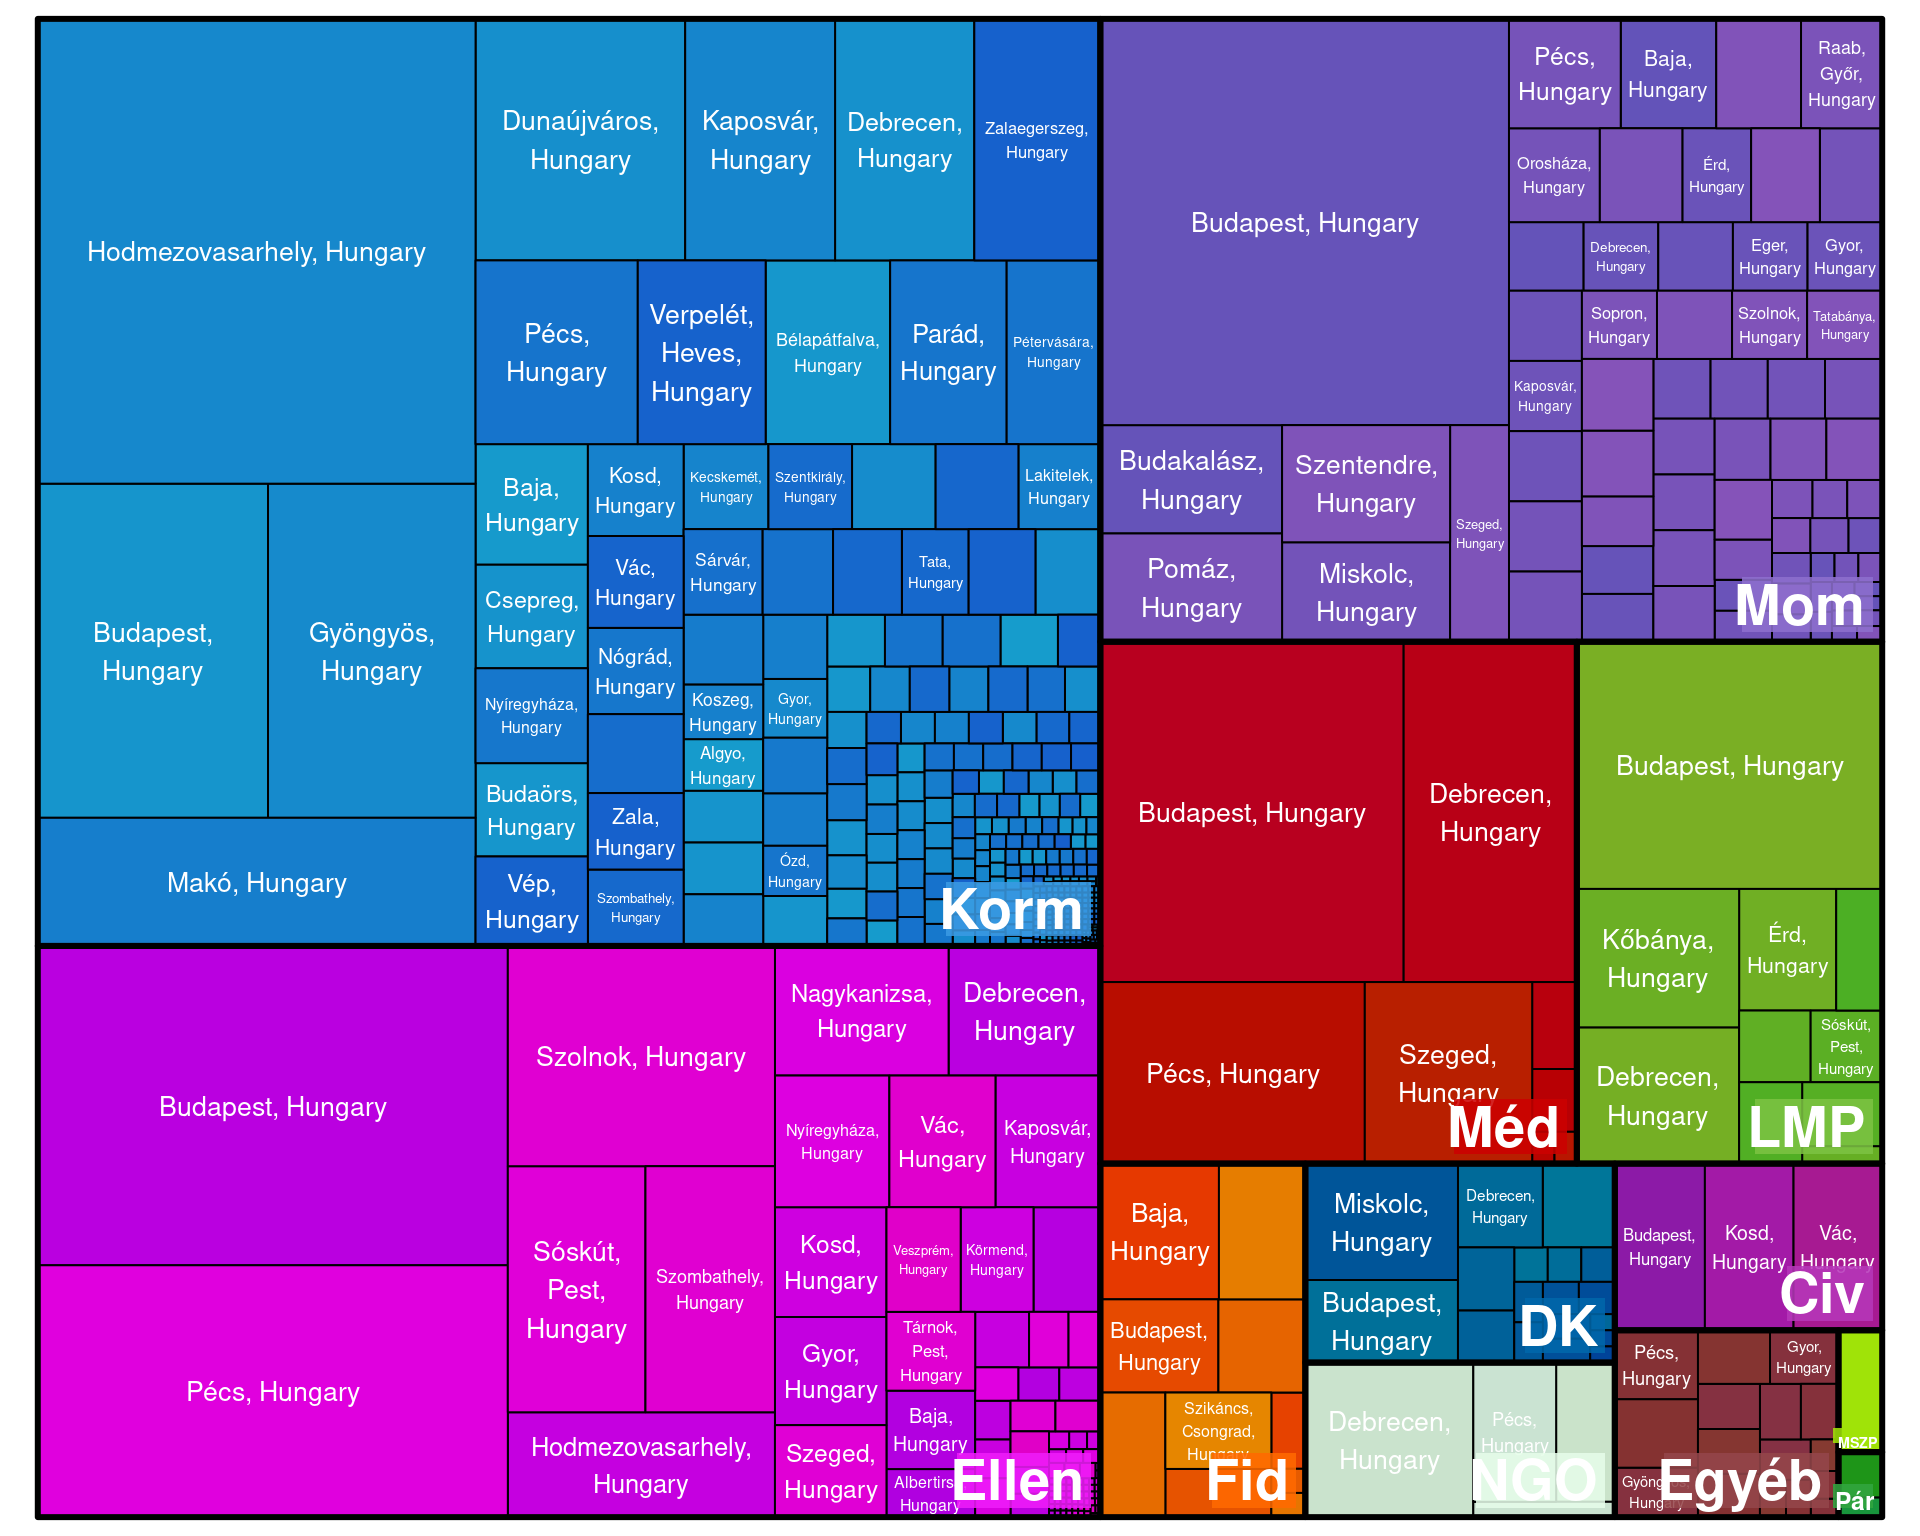 Hodmezovasarhely, Hungary
Budapest,
Hungary
Gyöngyös,
Hungary
Makó, Hungary
Dunaújváros,
Hungary
Kaposvár,
Hungary
Debrecen,
Hungary
Zalaegerszeg,
Hungary
Pécs,
Hungary
Verpelét,
Heves,
Hungary
Bélapátfalva,
Hungary
Parád,
Hungary
Pétervására,
Hungary
Baja,
Hungary
Csepreg,
Hungary
Nyíregyháza,
Hungary
Budaörs,
Hungary
Vép,
Hungary
Kosd,
Hungary
Vác,
Hungary
Nógrád,
Hungary
Zala,
Hungary
Szombathely,
Hungary
Kecskemét,
Hungary
Szentkirály,
Hungary
Lakitelek,
Hungary
Sárvár,
Hungary
Tata,
Hungary
Koszeg,
Hungary
Algyo,
Hungary
Gyor,
Hungary
Ózd,
Hungary
Korm
Budapest, Hungary
Budakalász,
Hungary
Pomáz,
Hungary
Szentendre,
Hungary
Miskolc,
Hungary
Szeged,
Hungary
Pécs,
Hungary
Baja,
Hungary
Raab,
Győr,
Hungary
Orosháza,
Hungary
Érd,
Hungary
Debrecen,
Hungary
Eger,
Hungary
Gyor,
Hungary
Sopron,
Hungary
Szolnok,
Hungary
Tatabánya,
Hungary
Kaposvár,
Hungary
Mom
Budapest, Hungary
Pécs, Hungary
Szolnok, Hungary
Sóskút,
Pest,
Hungary
Szombathely,
Hungary
Hodmezovasarhely,
Hungary
Nagykanizsa,
Hungary
Debrecen,
Hungary
Nyíregyháza,
Hungary
Vác,
Hungary
Kaposvár,
Hungary
Kosd,
Hungary
Gyor,
Hungary
Szeged,
Hungary
Veszprém,
Hungary
Körmend,
Hungary
Tárnok,
Pest,
Hungary
Baja,
Hungary
Hungary
Ellen
Budapest, Hungary
Debrecen,
Hungary
Pécs, Hungary
Szeged,
Hungary
Méd
Budapest, Hungary
Kőbánya,
Hungary
Debrecen,
Hungary
Érd,
Hungary
Sóskút,
Pest,
Hungary
LMP
Baja,
Hungary
Budapest,
Hungary
Szikáncs,
Csongrad,
Hungary
Fid
Miskolc,
Hungary
Budapest,
Hungary
Debrecen,
Hungary
DK
Debrecen,
Hungary
Pécs,
Hungary
NGO
Budapest,
Hungary
Kosd,
Hungary
Vác,
Hungary
Civ
Pécs,
Hungary
Gyor,
Hungary
Gyöngyös,
Hungary
Egyéb
MSZP
Pár